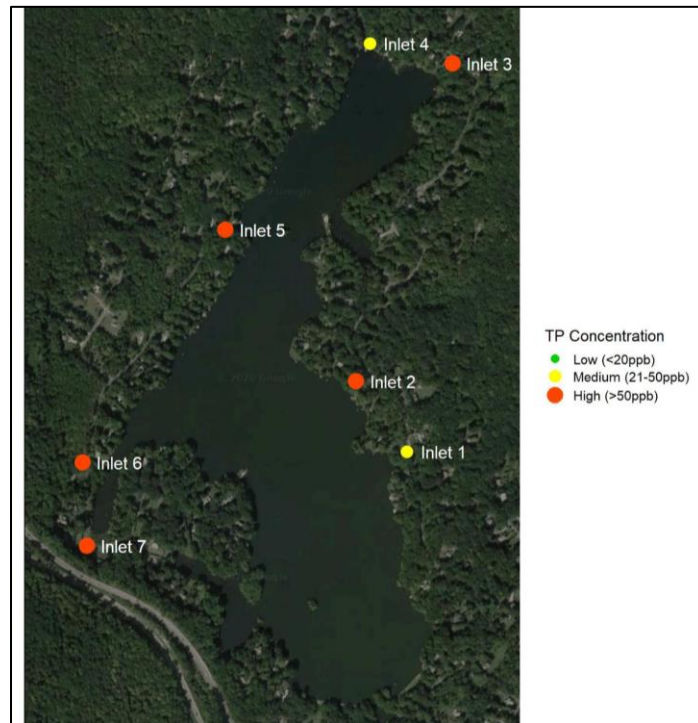 Inlet 4
Inlet 3
Inlet 5
Inlet 2
Inlet 1
Inlet 6
Inlet 7
TP Concentration
Low (<20ppb)
Medium (21-50ppb)
High (>50ppb)